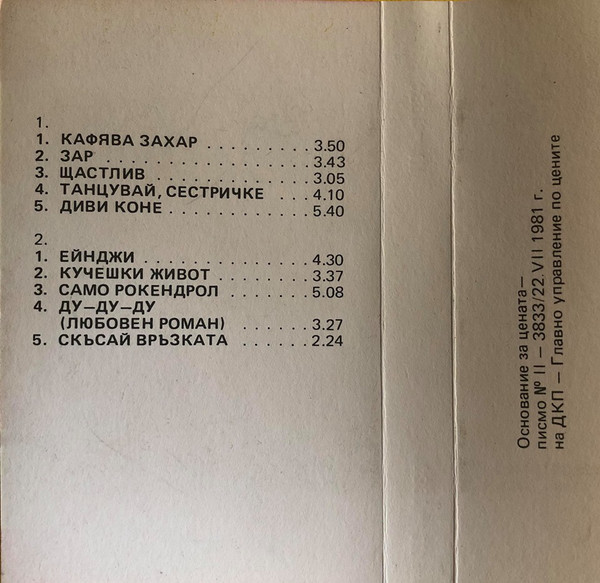 1.
1. КАФЯВА ЗАХАР . . . . . . . . . 3.50
2. ЗАР . . . . . . . . . . . . . . . . . . 3.43
3. ЩАСТЛИВ . . . . . . . . . . . . . 3.05
4. ТАНЦУВАЙ, СЕСТРИЧКЕ . . . 4.10
5. ДИВИ КОНЕ . . . . . . . . . . . . 5.40
2.
1. ЕЙНДЖИ . . . . . . . . . . . . . . 4.30
2. КУЧЕШКИ ЖИВОТ . . . . . . . . 3.37
3. САМО РОКЕНДРОЛ . . . . . . . 5.08
4. ДУ—ДУ—ДУ
(ЛЮБОВЕН РОМАН) . . . . . . 3.27
5. СКЪСАЙ ВРЪЗКАТА . . . . . . 2.24
Основание за цената—
писмо № II — 3833/22.VII 1981 г.
на ДКП — Главно управление по цените